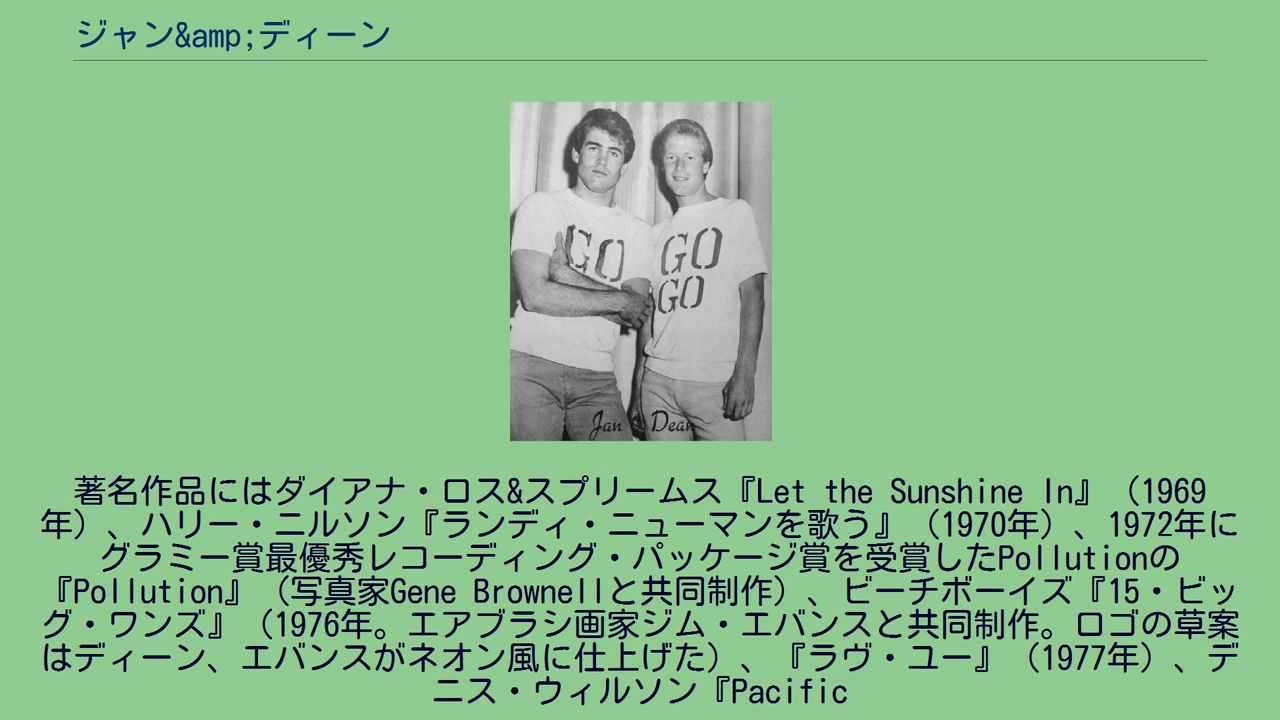 ジャン&amp;ディーン
GO GO
GO
Jan & Dean
著名作品にはダイアナ・ロス&スプリームス『Let the Sunshine In』（1969
年）、ハリー・ニルソン『ランディ・ニューマンを歌う』（1970年）、1972年に
グラミー賞最優秀レコーディング・パッケージ賞を受賞したPollutionの
『Pollution』（写真家Gene Brownellと共同制作）、ビーチボーイズ『15・ビッ
グ・ワンズ』（1976年。エアブラシ画家ジム・エバンスと共同制作。ロゴの草案
はディーン、エバンスがネオン風に仕上げた）、『ラヴ・ユー』（1977年）、デ
ニス・ウィルソン『Pacific